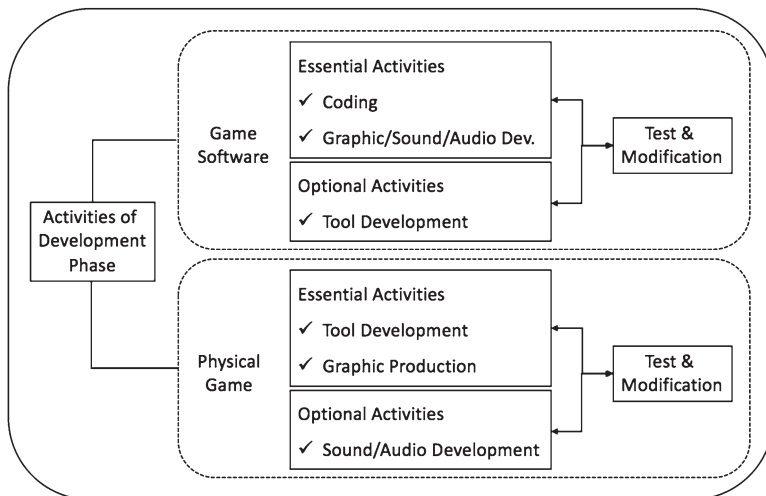 Activities of
Development
Phase
Game
Software
Essential Activities
✓ Coding
✓ Graphic/Sound/Audio Dev.
Optional Activities
✓ Tool Development
Test &
Modification
Physical
Game
Essential Activities
✓ Tool Development
✓ Graphic Production
Optional Activities
✓ Sound/Audio Development
Test &
Modification